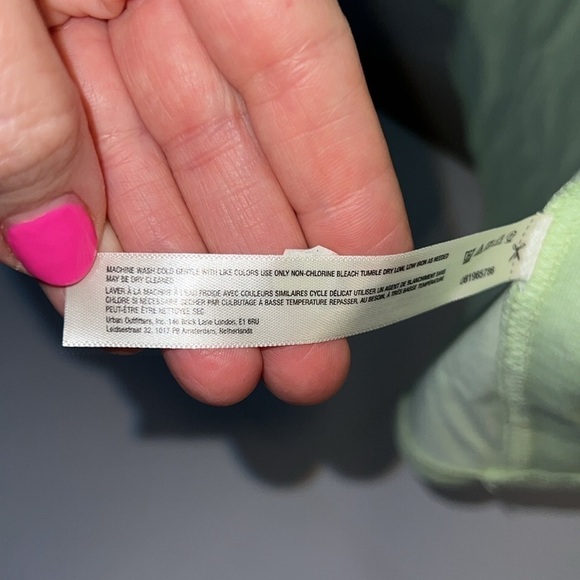 MACHINE WASH COLD GENTLE WITH LIKE COLORS USE ONLY NON-CHLORINE BLEACH TUMBLE DRY LOW, LOW IRON AS NEEDED
MAY BE DRY CLEANED
LAVER À LA MACHINE À L'EAU FROIDE AVEC COULEURS SIMILAIRES CYCLE DÉLICAT UTILISER UN AGENT DE BLANCHIMENT SANS
CHLORE SI NÉCESSAIRE SÉCHER PAR CULBUTAGE À BASSE TEMPÉRATURE REPASSER, AU BESOIN, À TRÈS BASSE TEMPÉRATURE
PEUT-ÊTRE ÊTRE NETTOYÉ SEC
Urban Outfitters, Inc. 146 Brick Lane London, E1 6RU
Leidsestraat 32, 1017 PB Amsterdam, Netherlands